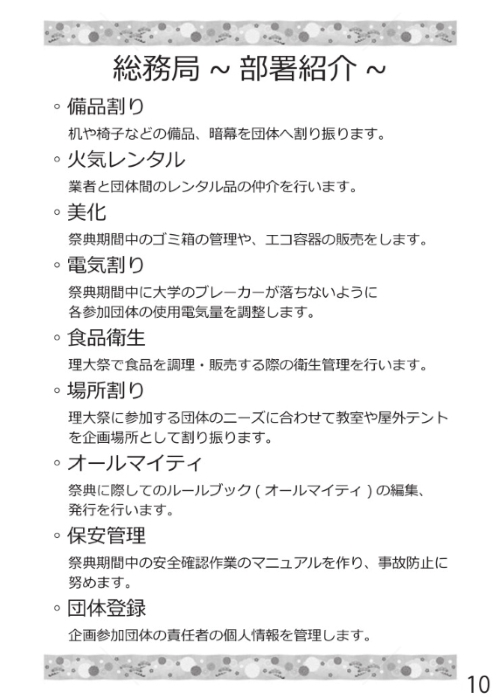 総務局 ~ 部署紹介 ~
◦ 備品割り
机や椅子などの備品、暗幕を団体へ割り振ります。
◦ 火気レンタル
業者と団体間のレンタル品の仲介を行います。
◦ 美化
祭典期間中のゴミ箱の管理や、エコ容器の販売をします。
◦ 電気割り
祭典期間中に大学のブレーカーが落ちないように
各参加団体の使用電気量を調整します。
◦ 食品衛生
理大祭で食品を調理・販売する際の衛生管理を行います。
◦ 場所割り
理大祭に参加する団体のニーズに合わせて教室や屋外テント
を企画場所として割り振ります。
◦ オールマイティ
祭典に際してのルールブック ( オールマイティ ) の編集、
発行を行います。
◦ 保安管理
祭典期間中の安全確認作業のマニュアルを作り、事故防止に
努めます。
◦ 団体登録
企画参加団体の責任者の個人情報を管理します。
10